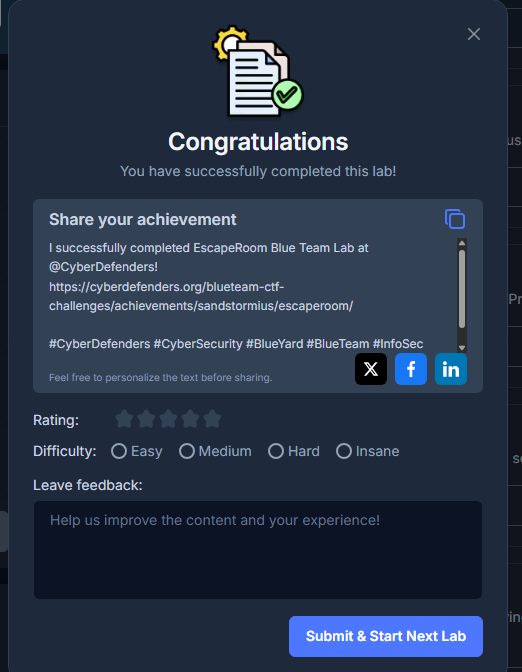 Congratulations
You have successfully completed this lab!
Share your achievement
I successfully completed EscapeRoom Blue Team Lab at
@CyberDefenders!
https://cyberdefenders.org/blueteam-ctf-
challenges/achievements/sandstormius/escaperoom/
#CyberDefenders #CyberSecurity #BlueYard #BlueTeam #InfoSec
Feel free to personalize the text before sharing.
Rating:
Difficulty: Easy Medium Hard Insane
Leave feedback:
Help us improve the content and your experience!
Submit & Start Next Lab